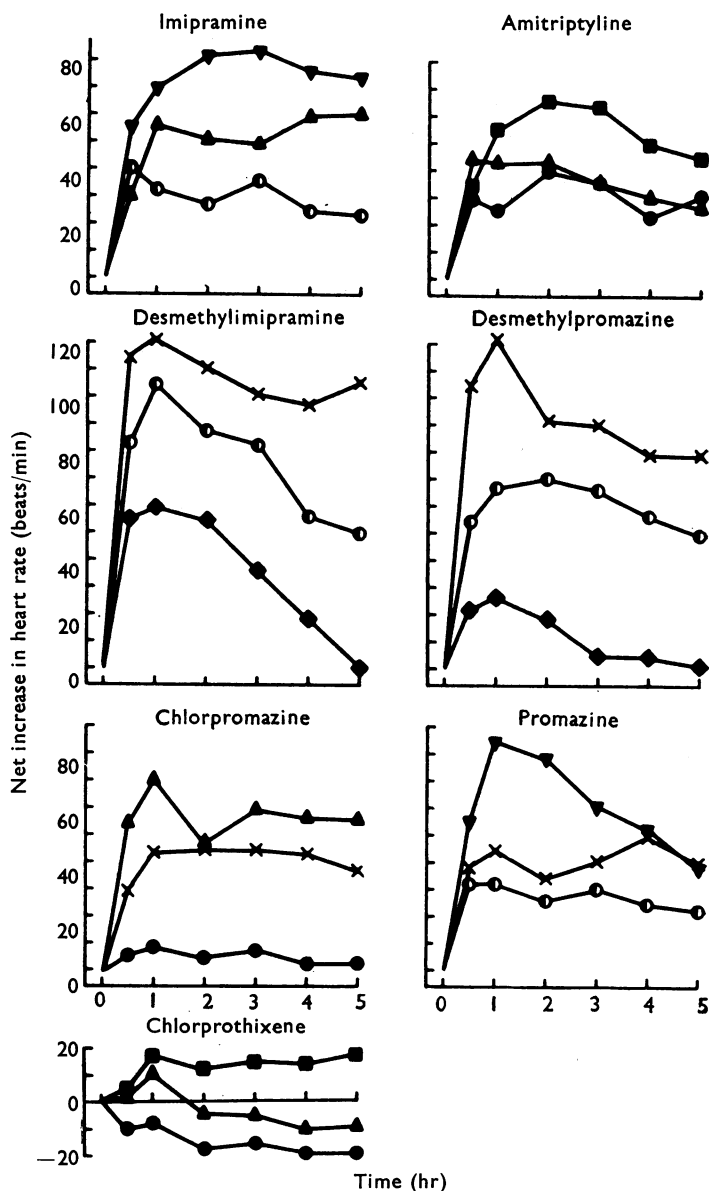 Imipramine
Amitriptyline
80
60
40
20
0
Desmethylimipramine
Desmethylpromazine
120
100
80
60
40
20
0
Net increase in heart rate (beats/min)
Chlorpromazine
Promazine
80
60
40
20
0
0 1 2 3 4 5
0 1 2 3 4 5
Chlorprothixene
20
0
—20
Time (hr)